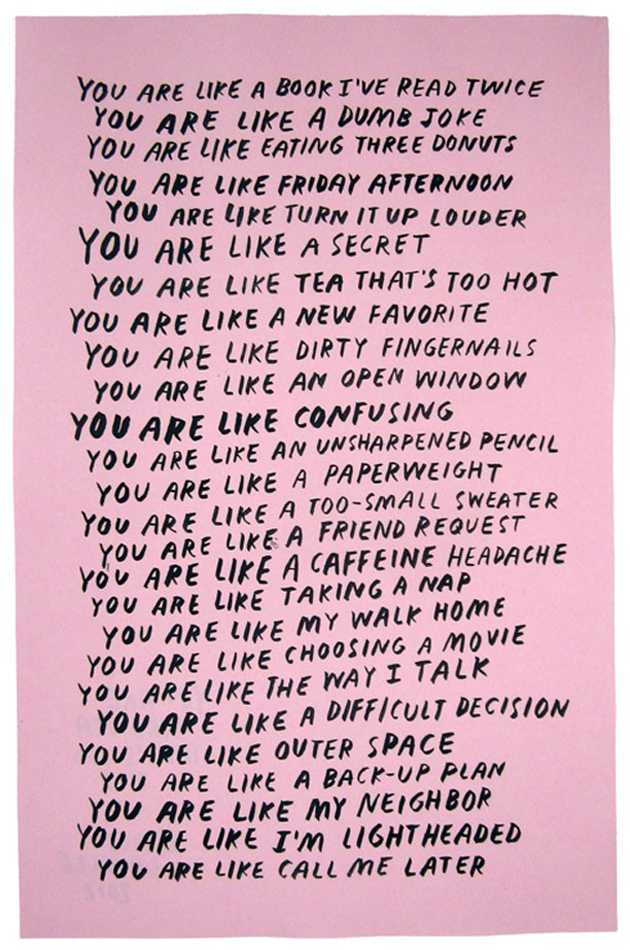 YOU ARE LIKE A BOOK I'VE READ TWICE
YOU ARE LIKE A DUMB JOKE
YOU ARE LIKE EATING THREE DONUTS
YOU ARE LIKE FRIDAY AFTERNOON
YOU ARE LIKE TURN IT UP LOUDER
YOU ARE LIKE A SECRET
YOU ARE LIKE TEA THAT'S TOO HOT
YOU ARE LIKE A NEW FAVORITE
YOU ARE LIKE DIRTY FINGERNAILS
YOU ARE LIKE AN OPEN WINDOW
YOU ARE LIKE CONFUSING
YOU ARE LIKE AN UNSHARPENED PENCIL
YOU ARE LIKE A PAPERWEIGHT
YOU ARE LIKE A TOO-SMALL SWEATER
YOU ARE LIKE A FRIEND REQUEST
YOU ARE LIKE A CAFFEINE HEADACHE
YOU ARE LIKE TAKING A NAP
YOU ARE LIKE MY WALK HOME
YOU ARE LIKE CHOOSING A MOVIE
YOU ARE LIKE THE WAY I TALK
YOU ARE LIKE A DIFFICULT DECISION
YOU ARE LIKE OUTER SPACE
YOU ARE LIKE A BACK-UP PLAN
YOU ARE LIKE MY NEIGHBOR
YOU ARE LIKE I'M LIGHTHEADED
YOU ARE LIKE CALL ME LATER